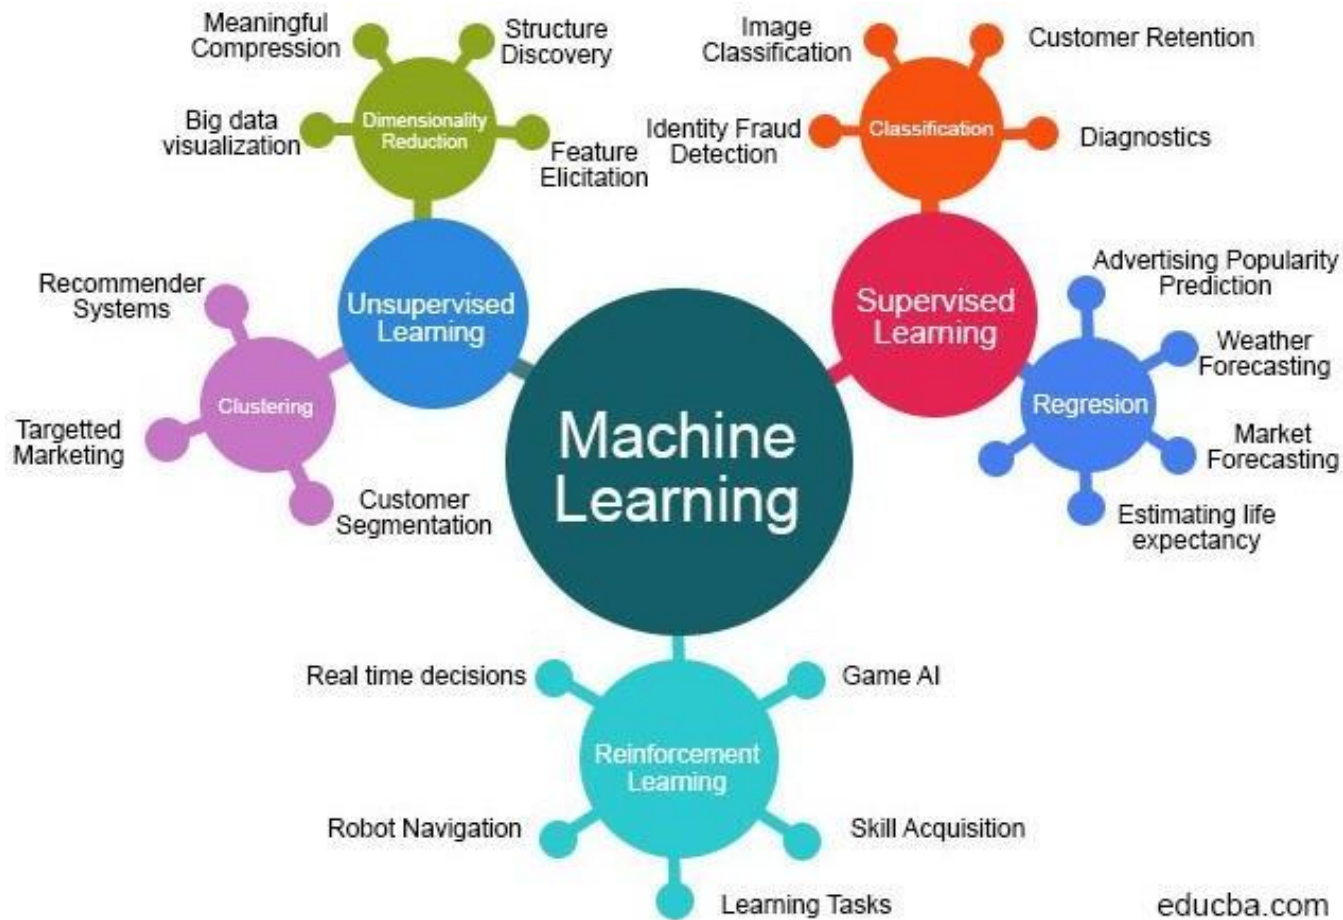 Meaningful
Compression
Structure
Discovery
Big data
visualization
Dimensionality
Reduction
Feature
Elicitation
Image
Classification
Customer Retention
Identity Fraud
Detection
Classification
Diagnostics
Recommender
Systems
Unsupervised
Learning
Clustering
Targetted
Marketing
Customer
Segmentation
Supervised
Learning
Advertising Popularity
Prediction
Weather
Forecasting
Regresion
Market
Forecasting
Estimating life
expectancy
Machine
Learning
Real time decisions
Game AI
Reinforcement
Learning
Robot Navigation
Skill Acquisition
Learning Tasks
educba.com